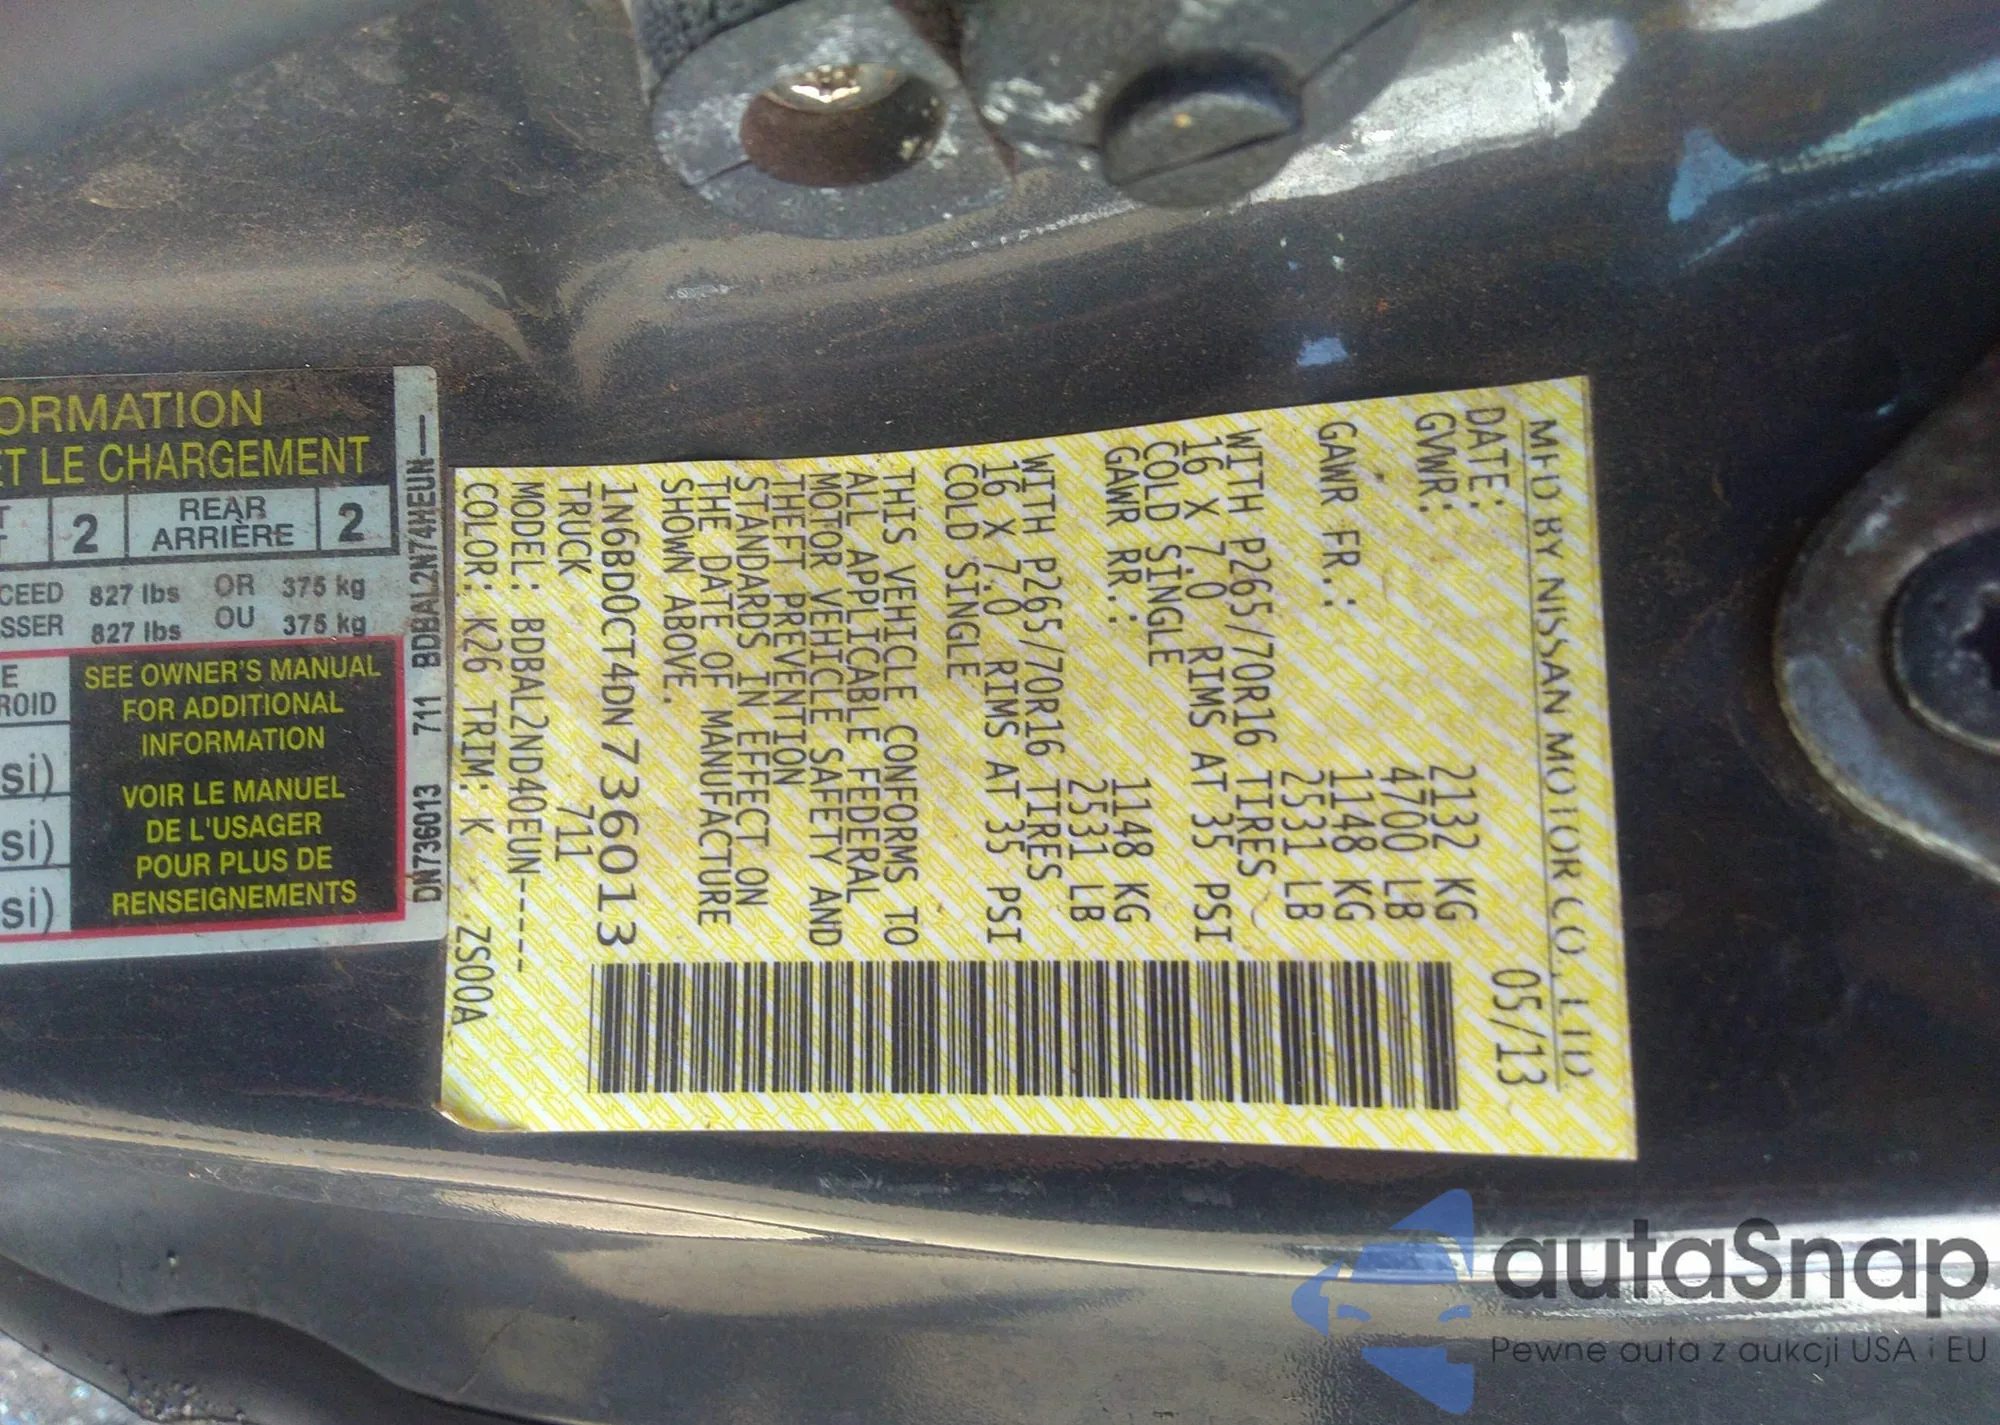 MFD BY NISSAN MOTOR CO., LTD.
DATE: 05/13
GVWR: 2132 KG
4700 LB
GAWR FR.: 1148 KG
2531 LB
WITH P265/70R16 TIRES
16 X 7.0 RIMS AT 35 PSI
COLD SINGLE
GAWR RR.: 1148 KG
2531 LB
WITH P265/70R16 TIRES
16 X 7.0 RIMS AT 35 PSI
COLD SINGLE
THIS VEHICLE CONFORMS TO
ALL APPLICABLE FEDERAL
MOTOR VEHICLE SAFETY AND
THEFT PREVENTION
STANDARDS IN EFFECT ON
THE DATE OF MANUFACTURE
SHOWN ABOVE.
1N6BD0CT4DN736013
TRUCK 711
MODEL: BDBAL2ND40EUN-----
COLOR: K26 TRIM: K ZS00A
ORMATION
ET LE CHARGEMENT
T 2 REAR 2
T ARRIÈRE
CEED 827 lbs OR 375 kg
SSER 827 lbs OU 375 kg
E
ROID
si)
si)
si)
SEE OWNER'S MANUAL
FOR ADDITIONAL
INFORMATION
VOIR LE MANUEL
DE L'USAGER
POUR PLUS DE
RENSEIGNEMENTS
DN736013 711 BDBAL2N74HEUN—
autaSnap
Pewne auta z aukcji USA i EU